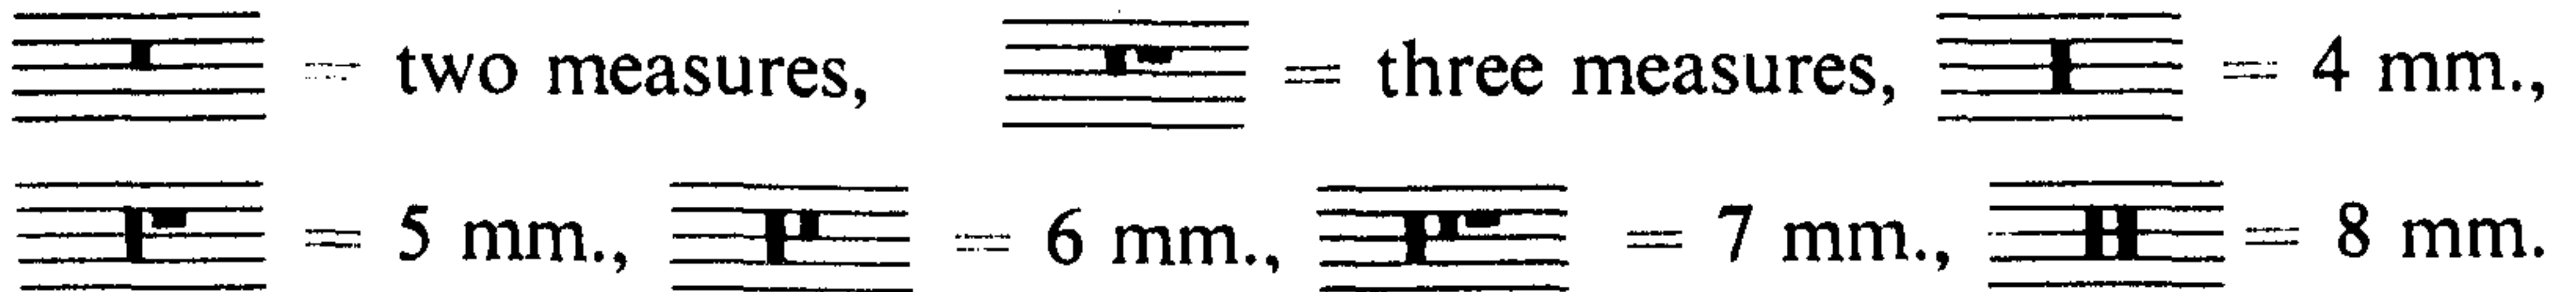 = two measures, = three measures, = 4 mm.,
= 5 mm., = 6 mm., = 7 mm., = 8 mm.